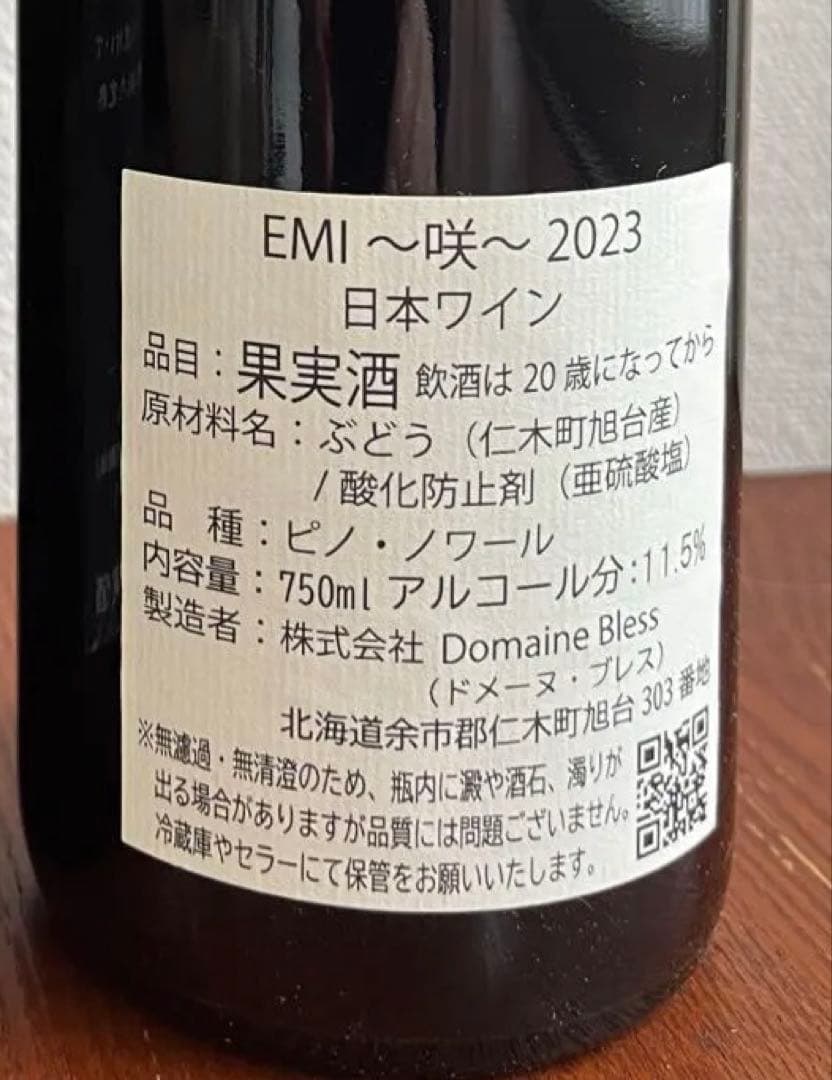 EMI ～咲～ 2023
日本ワイン
品目：果実酒 飲酒は 20 歳になってから
原材料名：ぶどう（仁木町旭台産）
/ 酸化防止剤（亜硫酸塩）
品　種：ピノ・ノワール
内容量：750ml アルコール分:11.5%
製造者：株式会社 Domaine Bless
（ドメーヌ・ブレス）
北海道余市郡仁木町旭台 303 番地
※無濾過・無清澄のため、瓶内に澱や酒石、濁りが
出る場合がありますが品質には問題ございません。
冷蔵庫やセラーにて保管をお願いいたします。